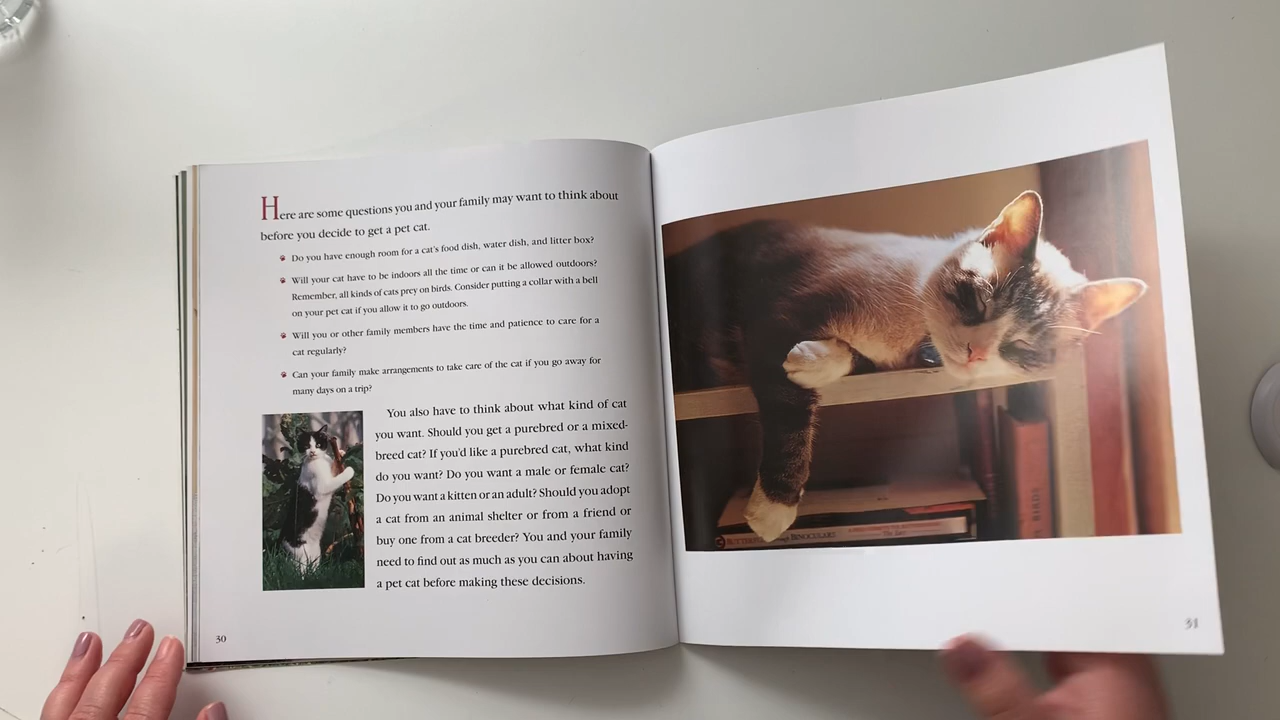 Here are some questions you and your family may want to think about
before you decide to get a pet cat.
Do you have enough room for a cat's food dish, water dish, and litter box?
Will your cat have to be indoors all the time or can it be allowed outdoors?
Remember, all kinds of cats prey on birds. Consider putting a collar with a bell
on your pet cat if you allow it to go outdoors.
Will you or other family members have the time and patience to care for a
cat regularly?
Can your family make arrangements to take care of the cat if you go away for
many days on a trip?
You also have to think about what kind of cat
you want. Should you get a purebred or a mixed-
breed cat? If you'd like a purebred cat, what kind
do you want? Do you want a male or female cat?
Do you want a kitten or an adult? Should you adopt
a cat from an animal shelter or from a friend or
buy one from a cat breeder? You and your family
need to find out as much as you can about having
a pet cat before making these decisions.
30
BIRDS
BINOCULARS
31